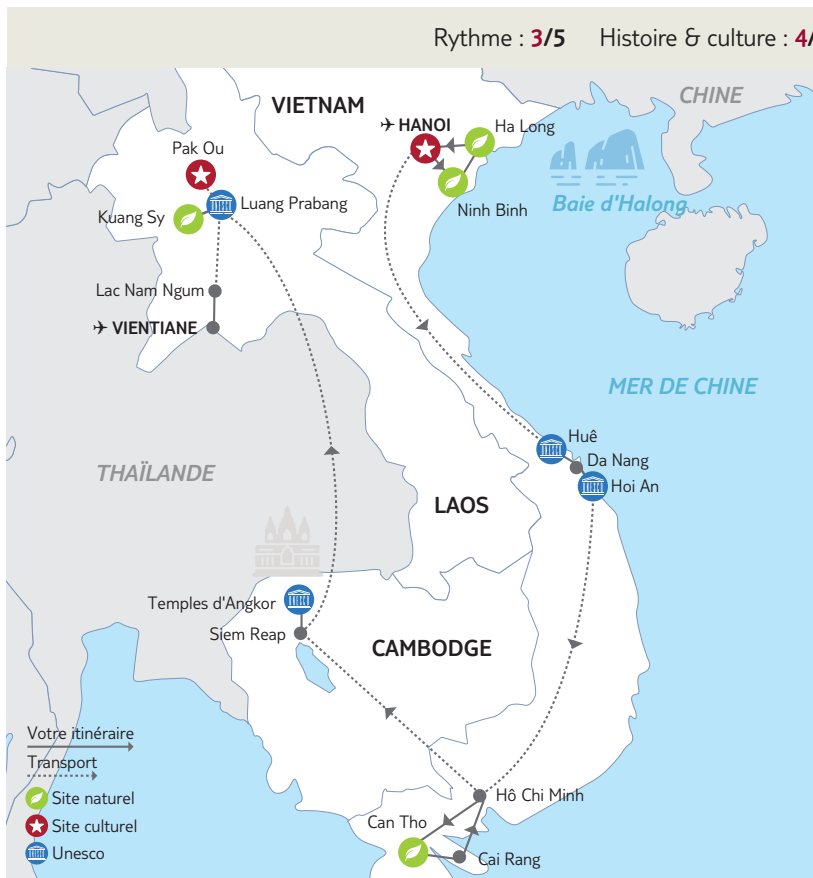 Rythme : 3/5 Histoire & culture : 4/
CHINE
VIETNAM
HANOI
Ha Long
Pak Ou
Baie d'Halong
Ninh Binh
Luang Prabang
Kuang Sy
Lac Nam Ngum
VIENTIANE
MER DE CHINE
Huê
Da Nang
Hoi An
THAÏLANDE
LAOS
Temples d'Angkor
Siem Reap
CAMBODGE
Votre itinéraire
Transport
Site naturel
Site culturel
Unesco
Hô Chi Minh
Can Tho
Cai Rang